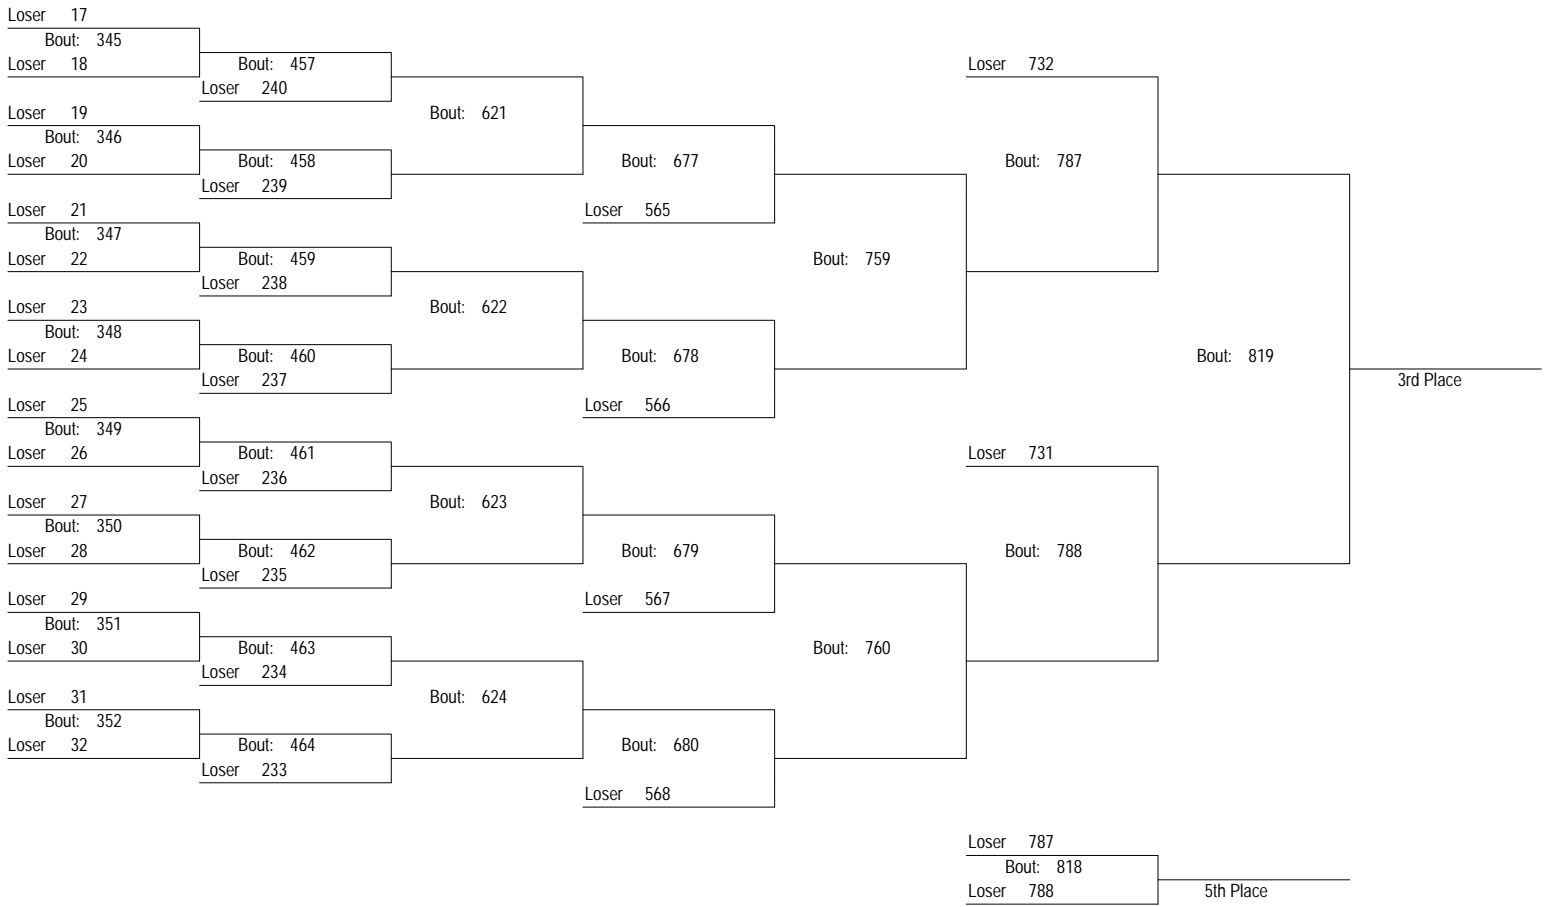 Loser 17
Bout: 345
Loser 18
Bout: 457
Loser 240
Loser 732
Loser 19
Bout: 621
Bout: 346
Loser 20
Bout: 458
Bout: 677
Bout: 787
Loser 239
Loser 21
Loser 565
Bout: 347
Loser 22
Bout: 459
Bout: 759
Loser 238
Loser 23
Bout: 622
Bout: 348
Loser 24
Bout: 460
Bout: 678
Bout: 819
Loser 237
3rd Place
Loser 25
Loser 566
Bout: 349
Loser 26
Bout: 461
Loser 731
Loser 236
Loser 27
Bout: 623
Bout: 350
Loser 28
Bout: 462
Bout: 679
Bout: 788
Loser 235
Loser 29
Loser 567
Bout: 351
Loser 30
Bout: 463
Bout: 760
Loser 234
Loser 31
Bout: 624
Bout: 352
Loser 32
Bout: 464
Bout: 680
Loser 233
Loser 568
Loser 787
Bout: 818
Loser 788
5th Place